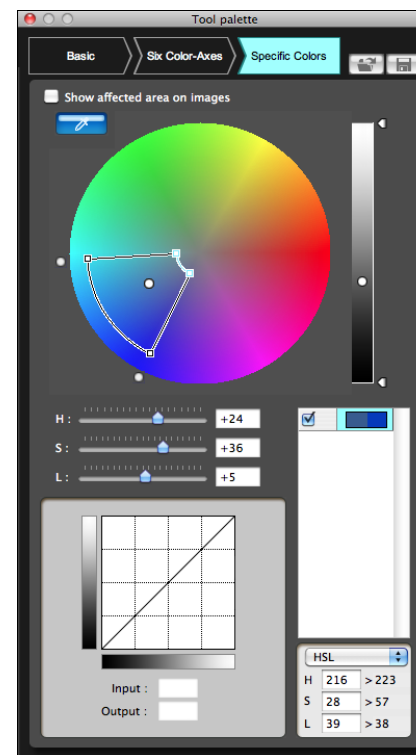 Tool palette
Basic
Six Color-Axes
Specific Colors
Show affected area on images
H :
+24
S :
+36
L :
+5
Input :
Output :
HSL
H 216 >223
S 28 >57
L 39 >38